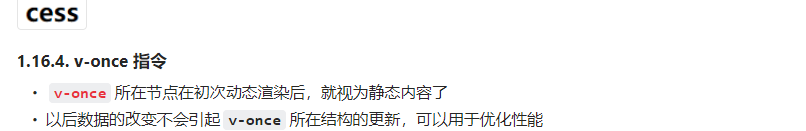 cess
1.16.4. v-once 指令
• v-once 所在节点在初次动态渲染后，就视为静态内容了
• 以后数据的改变不会引起 v-once 所在结构的更新，可以用于优化性能